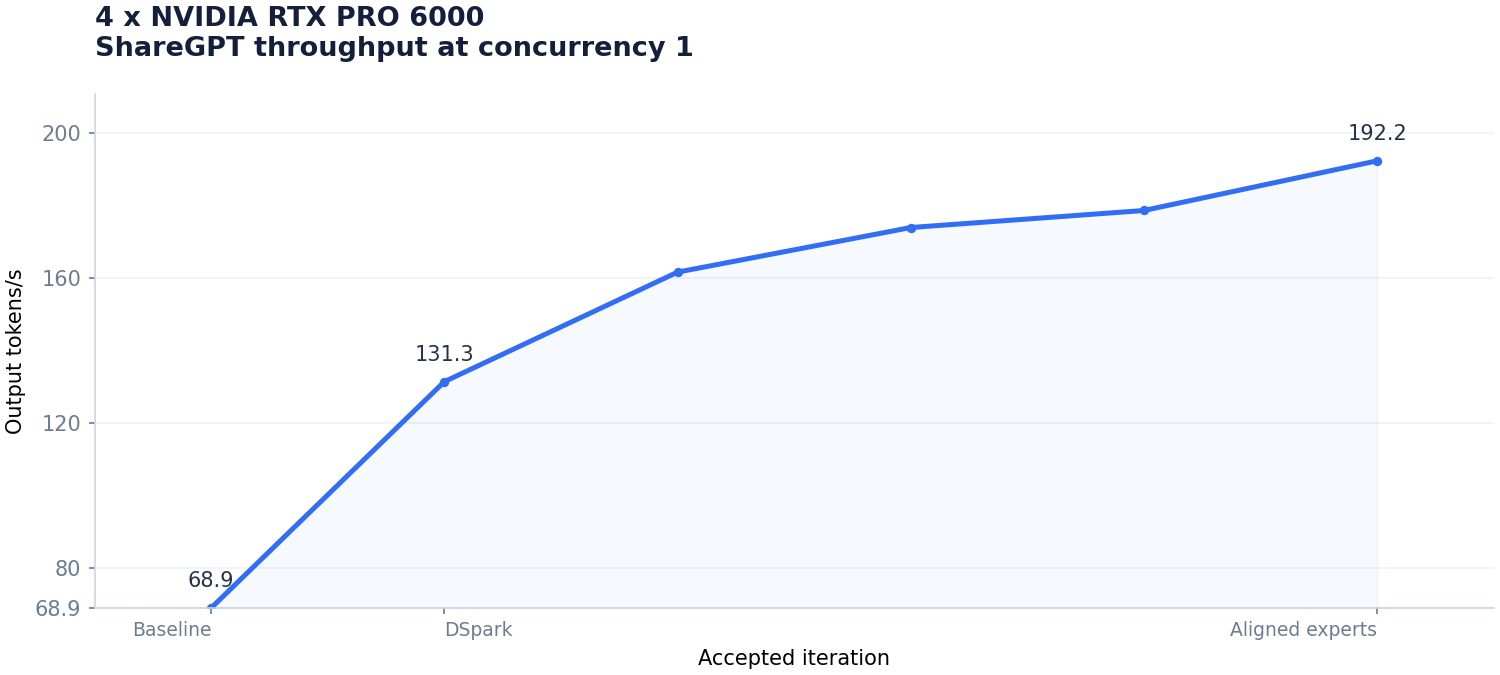 4 x NVIDIA RTX PRO 6000
ShareGPT throughput at concurrency 1
Output tokens/s
200
160
120
80
68.9
68.9
131.3
192.2
Baseline
DSpark
Aligned experts
Accepted iteration